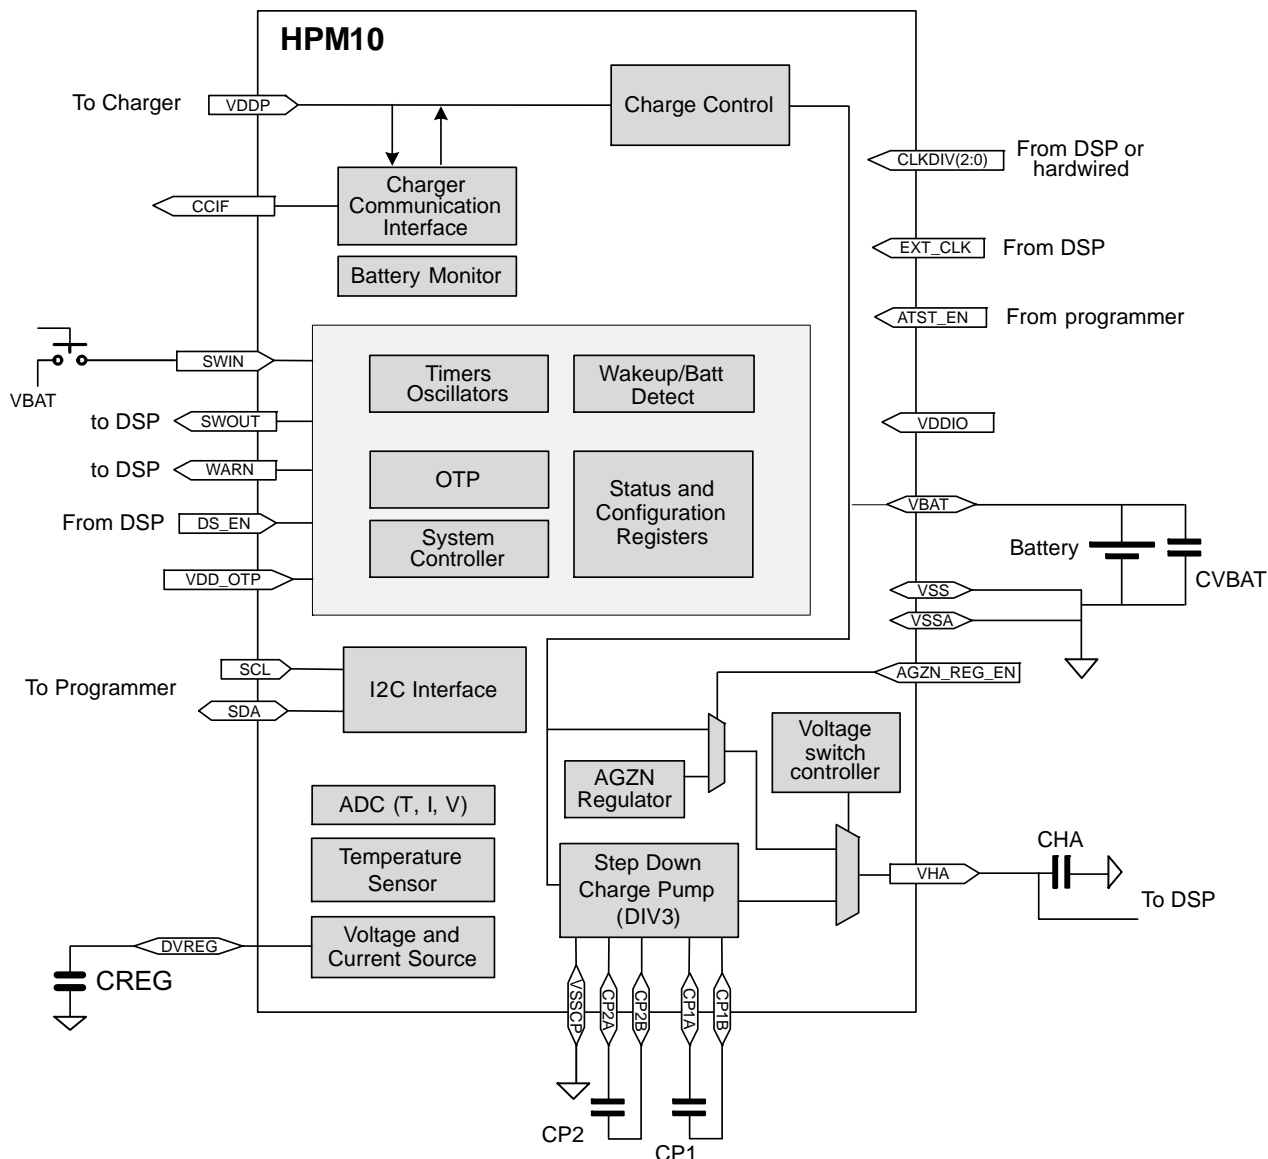 HPM10
To Charger
VDDP
Charge Control
CLKDIV(2:0)
From DSP or
hardwired
Charger
Communication
Interface
CCIF
EXT_CLK
From DSP
Battery Monitor
ATST_EN
From programmer
SWIN
VBAT
Timers
Oscillators
Wakeup/Batt
Detect
to DSP
SWOUT
VDDIO
to DSP
WARN
OTP
Status and
Configuration
Registers
VBAT
From DSP
DS_EN
System
Controller
Battery
CVBAT
VDD_OTP
VSS
VSSA
SCL
To Programmer
I2C Interface
SDA
AGZN_REG_EN
Voltage
switch
controller
AGZN
Regulator
ADC (T, I, V)
Temperature
Sensor
Step Down
Charge Pump
(DIV3)
CHA
VHA
To DSP
Voltage and
Current Source
DVREG
CREG
VSSCP
CP2A
CP2B
CP1A
CP1B
CP2
CP1